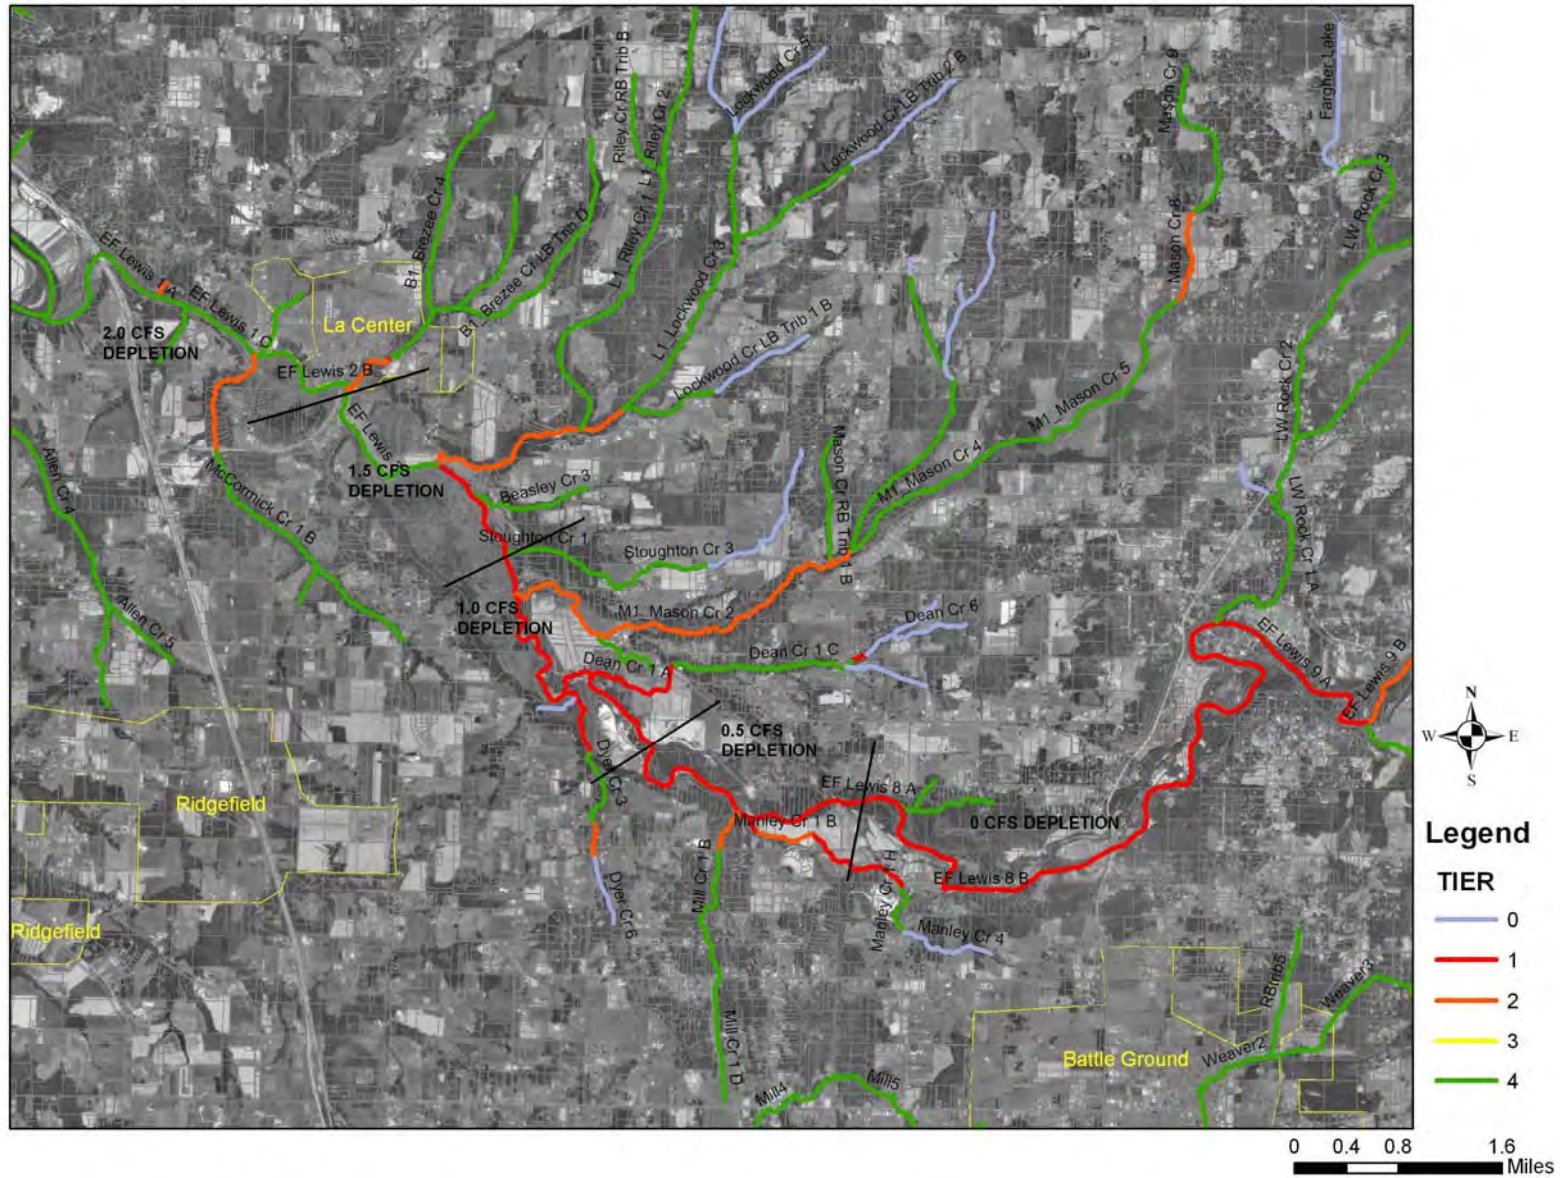 Lockwood Cr 5
Riley Cr RB Trib B
L1_Riley Cr 2
Lockwood Cr LB Trib 2 B
Mason Cr 9
Fargher_Lake
LW Rock Cr 3
B1_Brezee Cr 4
B1_Brezee Cr LB Trib D
L1_Riley Cr 1
L1_Lockwood Cr 3
EF Lewis 1 A
EF Lewis 1 C
2.0 CFS
DEPLETION
La Center
EF Lewis 2 B
Lockwood Cr LB Trib 1 B
M1_Mason Cr 5
LW Rock Cr 2
EF Lewis
1.5 CFS
DEPLETION
Allen Cr 4
McCormick Cr 1 B
Beasley Cr 3
Mason Cr RB Trib 1 B
M1_Mason Cr 4
LW Rock Cr 1 A
Stoughton Cr 1
Stoughton Cr 3
1.0 CFS
DEPLETION
M1_Mason Cr 2
Dean Cr 6
Allen Cr 5
Dean Cr 1 A
Dean Cr 1 C
EF Lewis 9 A
EF Lewis 9 B
0.5 CFS
DEPLETION
Dyer Cr 3
EF Lewis 8 A
Ridgefield
Manley Cr 1 B
0 CFS DEPLETION
Mill Cr 1 B
EF Lewis 8 B
Manley Cr 1 H
Dyer Cr 6
Manley Cr 4
Ridgefield
Mill Cr 1 D
RBtrib5
Weaver3
Weaver2
Battle Ground
Mill4
Mill5
N
W E
S
Legend
TIER
0
1
2
3
4
0 0.4 0.8 1.6
Miles